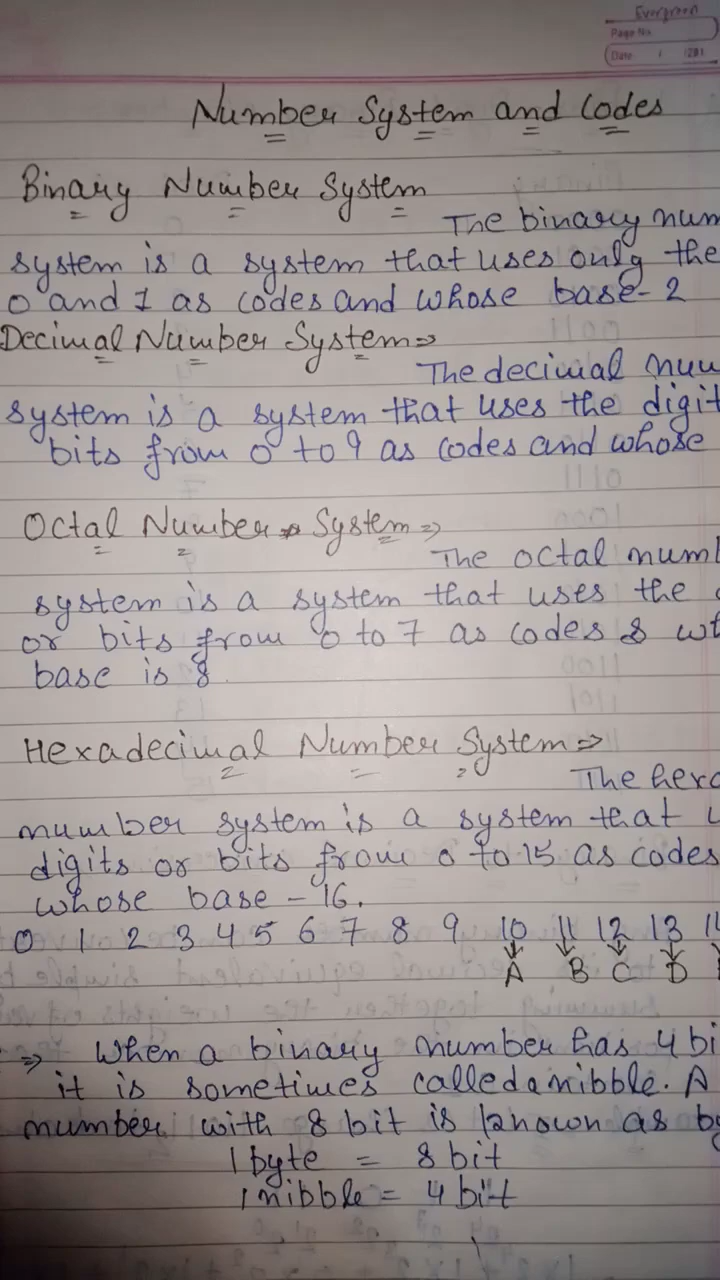 Evergreen
Page No.
Date / /201
Number System and Codes
Binary Number System
The binary num
system is a system that uses only the
0 and 1 as codes and whose base-2
Decimal Number System⇒
The decimal nu
system is a system that uses the digit
bits from 0 to 9 as codes and whose
Octal Number System⇒
The octal num
system is a system that uses the
or bits from 0 to 7 as codes &
base is 8.
Hexadecimal Number System⇒
The hexa
number system is a system that
digits or bits from 0 to 15 as codes
whose base - 16.
0 1 2 3 4 5 6 7 8 9 10 11 12 13
A B C D
⇒ When a binary number has 4 bi
it is sometimes called a nibble. A
number with 8 bit is known as by
1 byte = 8 bit
1 nibble = 4 bit